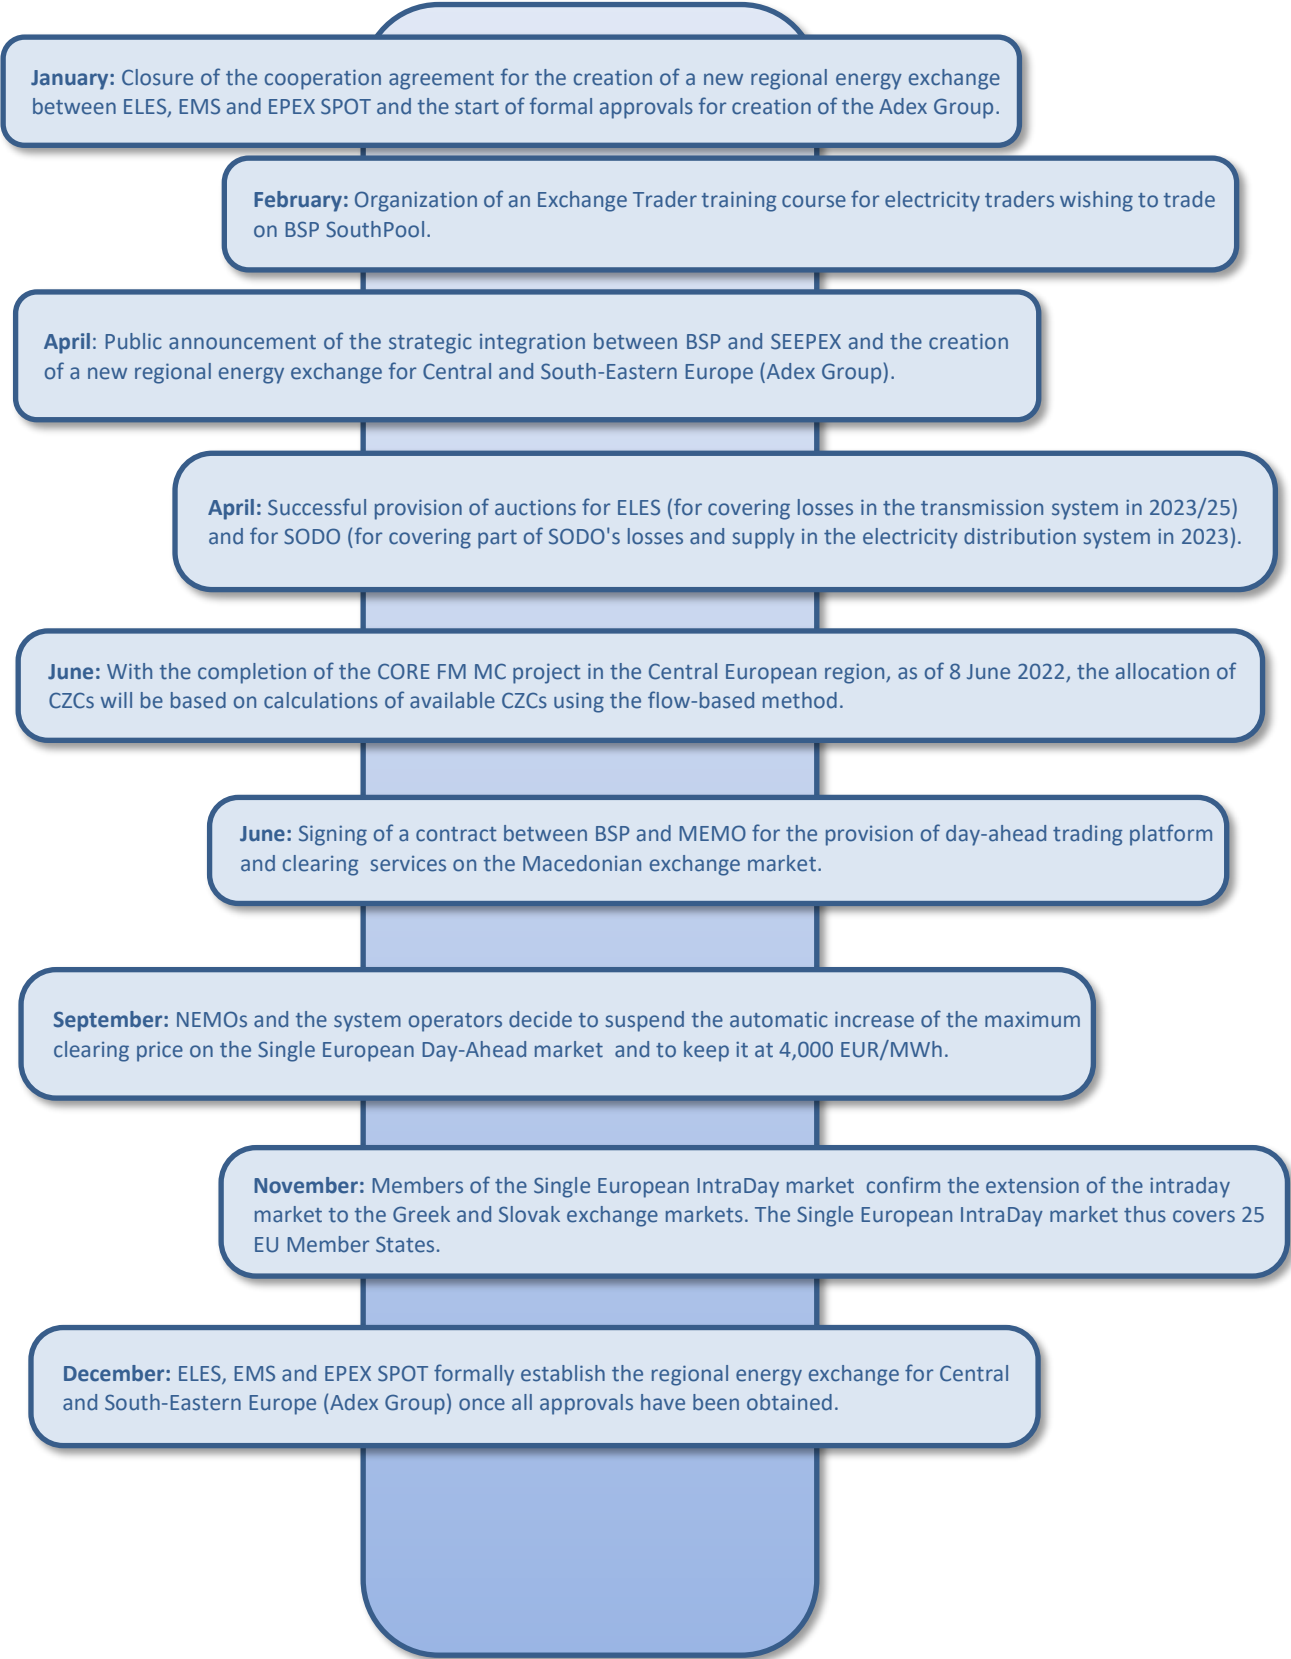 January: Closure of the cooperation agreement for the creation of a new regional energy exchange
between ELES, EMS and EPEX SPOT and the start of formal approvals for creation of the Adex Group.
February: Organization of an Exchange Trader training course for electricity traders wishing to trade
on BSP SouthPool.
April: Public announcement of the strategic integration between BSP and SEEPEX and the creation
of a new regional energy exchange for Central and South-Eastern Europe (Adex Group).
April: Successful provision of auctions for ELES (for covering losses in the transmission system in 2023/25)
and for SODO (for covering part of SODO's losses and supply in the electricity distribution system in 2023).
June: With the completion of the CORE FM MC project in the Central European region, as of 8 June 2022, the allocation of
CZCs will be based on calculations of available CZCs using the flow-based method.
June: Signing of a contract between BSP and MEMO for the provision of day-ahead trading platform
and clearing services on the Macedonian exchange market.
September: NEMOs and the system operators decide to suspend the automatic increase of the maximum
clearing price on the Single European Day-Ahead market and to keep it at 4,000 EUR/MWh.
November: Members of the Single European IntraDay market confirm the extension of the intraday
market to the Greek and Slovak exchange markets. The Single European IntraDay market thus covers 25
EU Member States.
December: ELES, EMS and EPEX SPOT formally establish the regional energy exchange for Central
and South-Eastern Europe (Adex Group) once all approvals have been obtained.